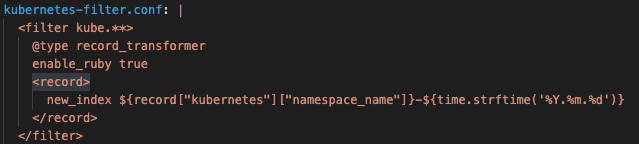 kubernetes-filter.conf: |
<filter kube.**>
@type record_transformer
enable_ruby true
<record>
new_index ${record["kubernetes"]["namespace_name"]}-${time.strftime('%Y.%m.%d')}
</record>
</filter>